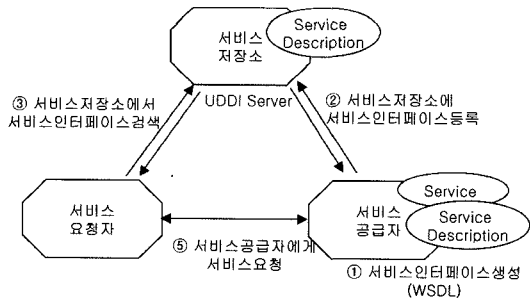 서비스
저장소
Service
Description
UDDI Server
③ 서비스저장소에서
서비스인터페이스검색
② 서비스저장소에
서비스인터페이스등록
서비스
요청자
서비스
공급자
Service
Service
Description
⑤ 서비스공급자에게
서비스요청
① 서비스인터페이스생성
(WSDL)